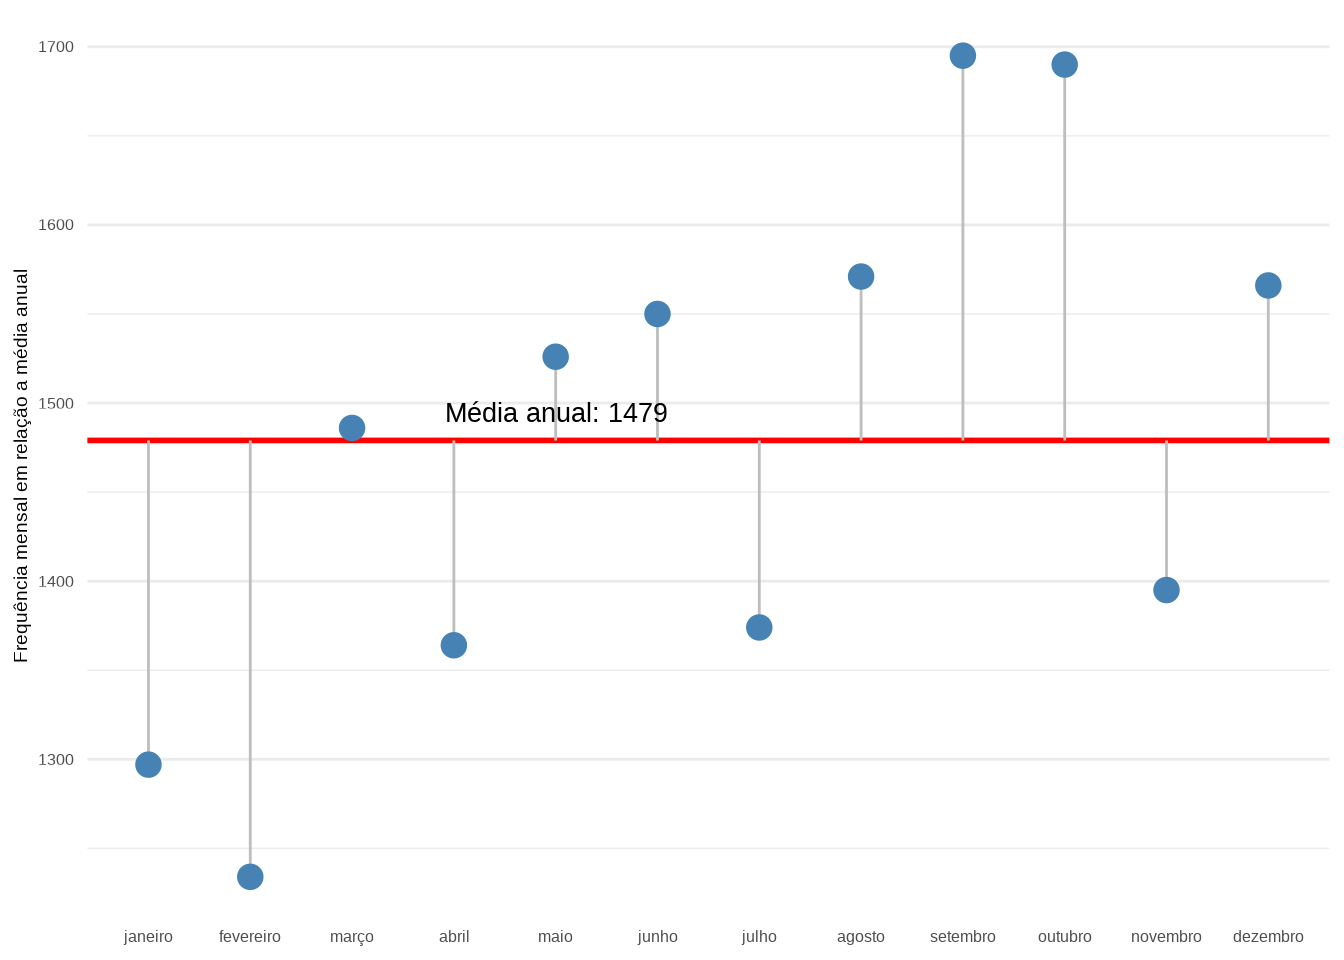 Frequência mensal em relação a média anual
1700
1600
1500
1400
1300
Média anual: 1479
janeiro fevereiro março abril maio junho julho agosto setembro outubro novembro dezembro